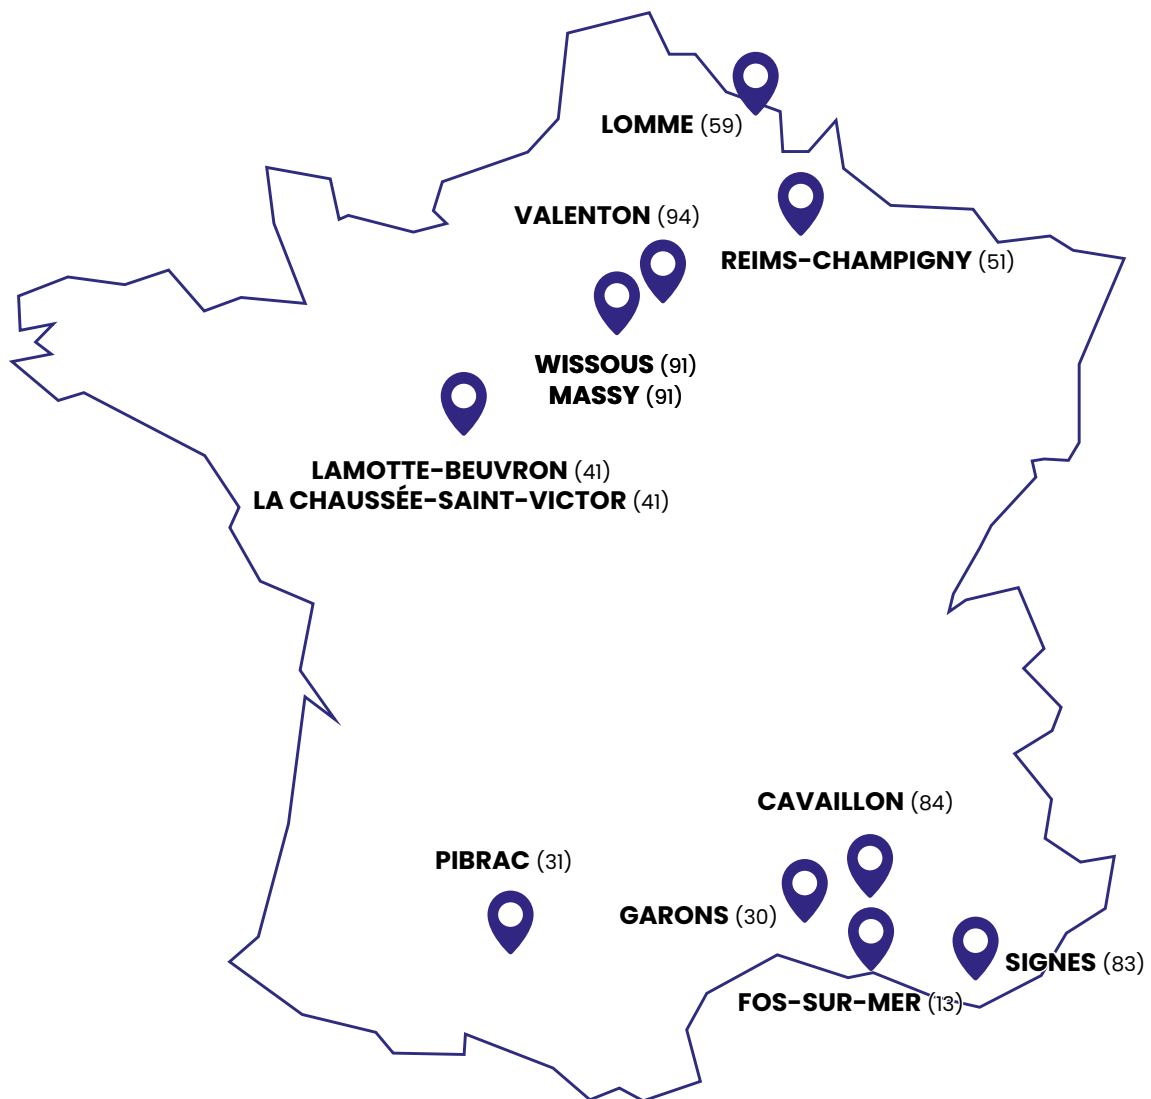 LOMME (59)
VALENTON (94)
REIMS-CHAMPIGNY (51)
WISSOUS (91)
MASSY (91)
LAMOTTE-BEUVRON (41)
LA CHAUSSÉE-SAINT-VICTOR (41)
CAVAILLON (84)
PIBRAC (31)
GARONS (30)
SIGNES (83)
FOS-SUR-MER (13)